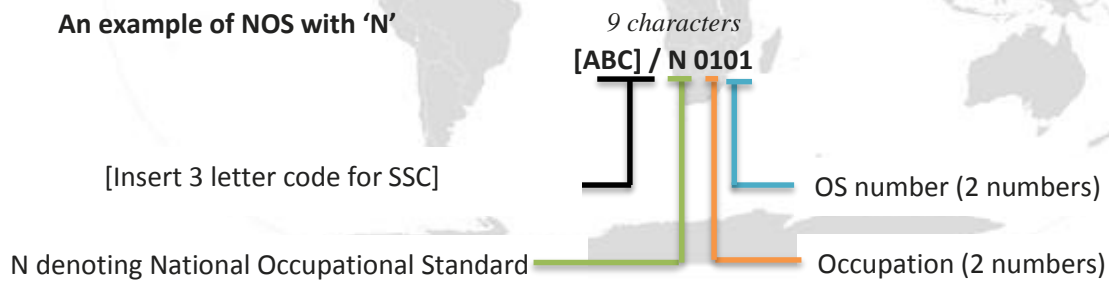 An example of NOS with ‘N’
9 characters
[ABC] / N 0101
[Insert 3 letter code for SSC]
OS number (2 numbers)
N denoting National Occupational Standard
Occupation (2 numbers)